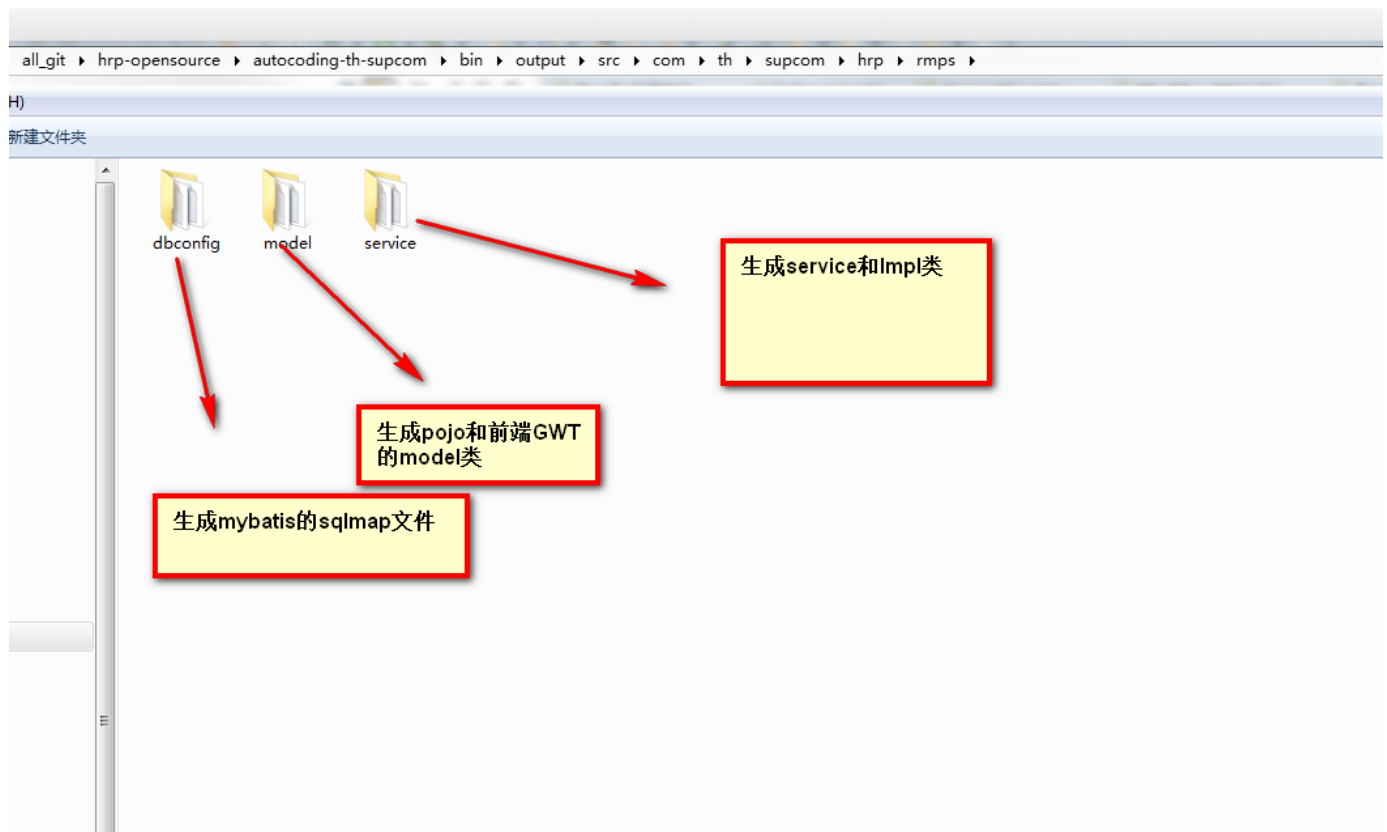 all_git ▸ hrp-opensource ▸ autocoding-th-supcom ▸ bin ▸ output ▸ src ▸ com ▸ th ▸ supcom ▸ hrp ▸ rmps ▸
H)
新建文件夹
dbconfig model service
生成service和Impl类
生成pojo和前端GWT
的model类
生成mybatis的sqlmap文件